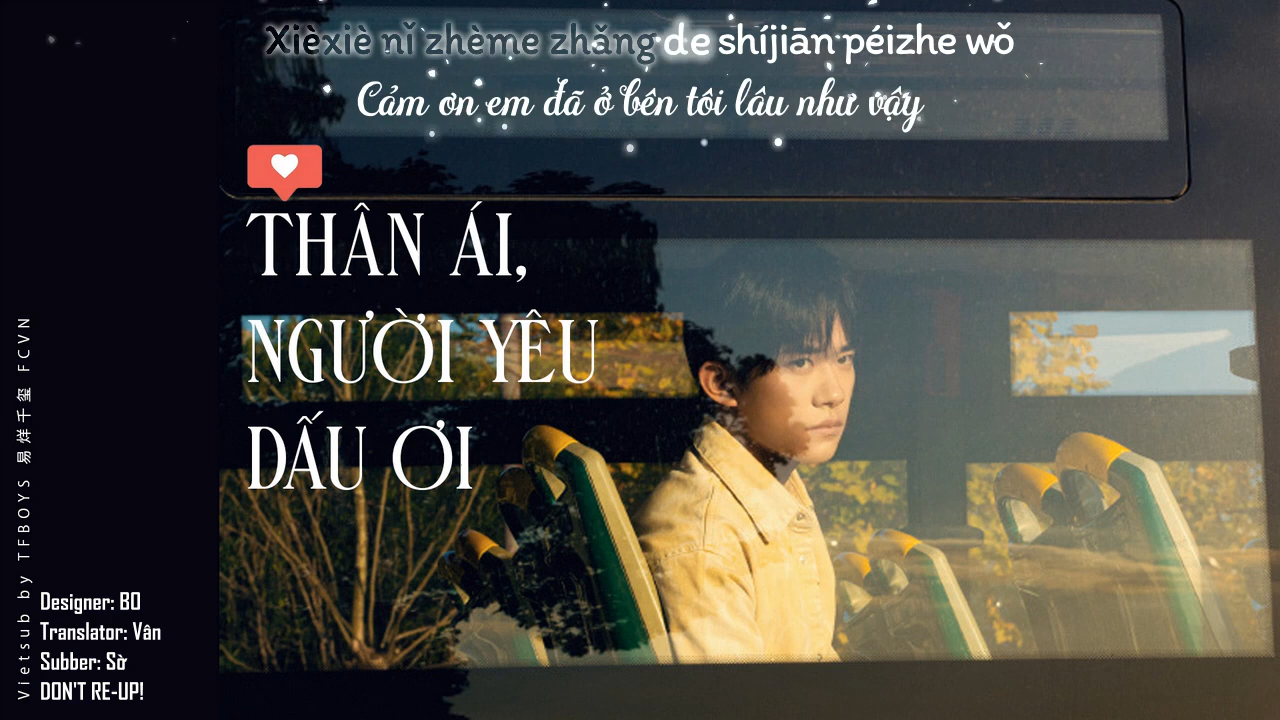 Xièxiè nǐ zhème zhǎng de shíjiān péizhe wǒ
Cảm ơn em đã ở bên tôi lâu như vậy
THÂN ÁI,
NGƯỜI YÊU
DẤU ƠI
Vietsub by TFBOYS 易烊千玺 FCVN
Designer: BO
Translator: Vân
Subber: Sờ
DON'T RE-UP!